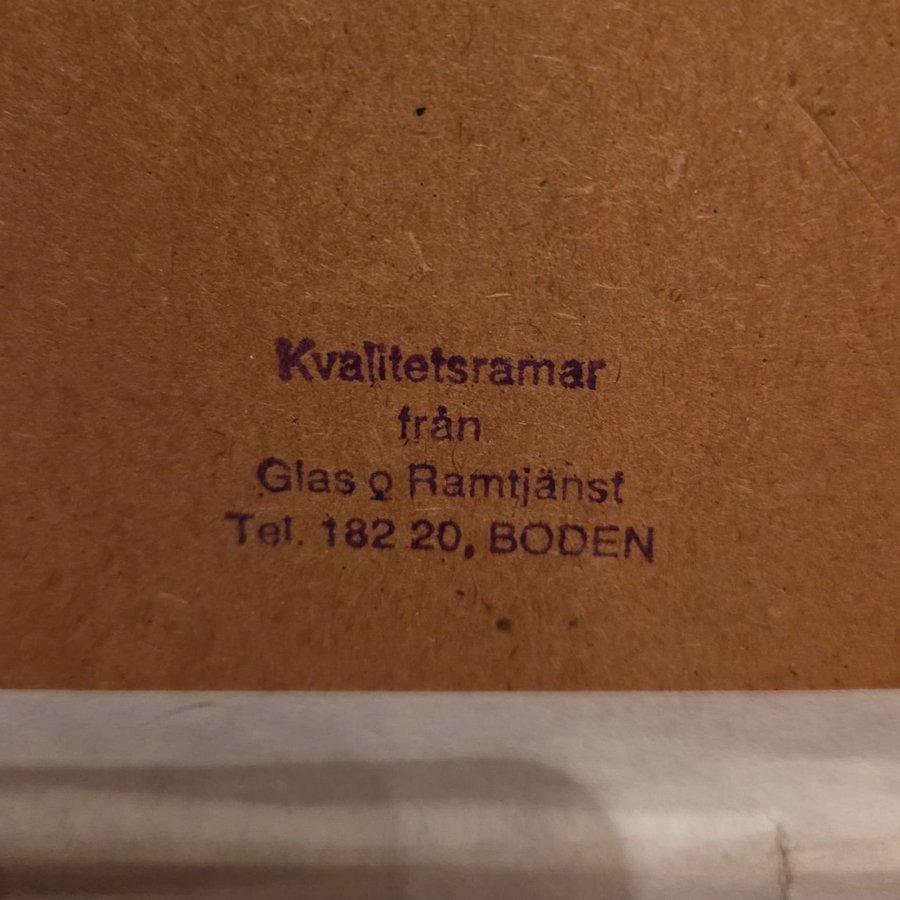 Kvalitetsramar
från
Glas o Ramtjänst
Tel. 182 20, BODEN